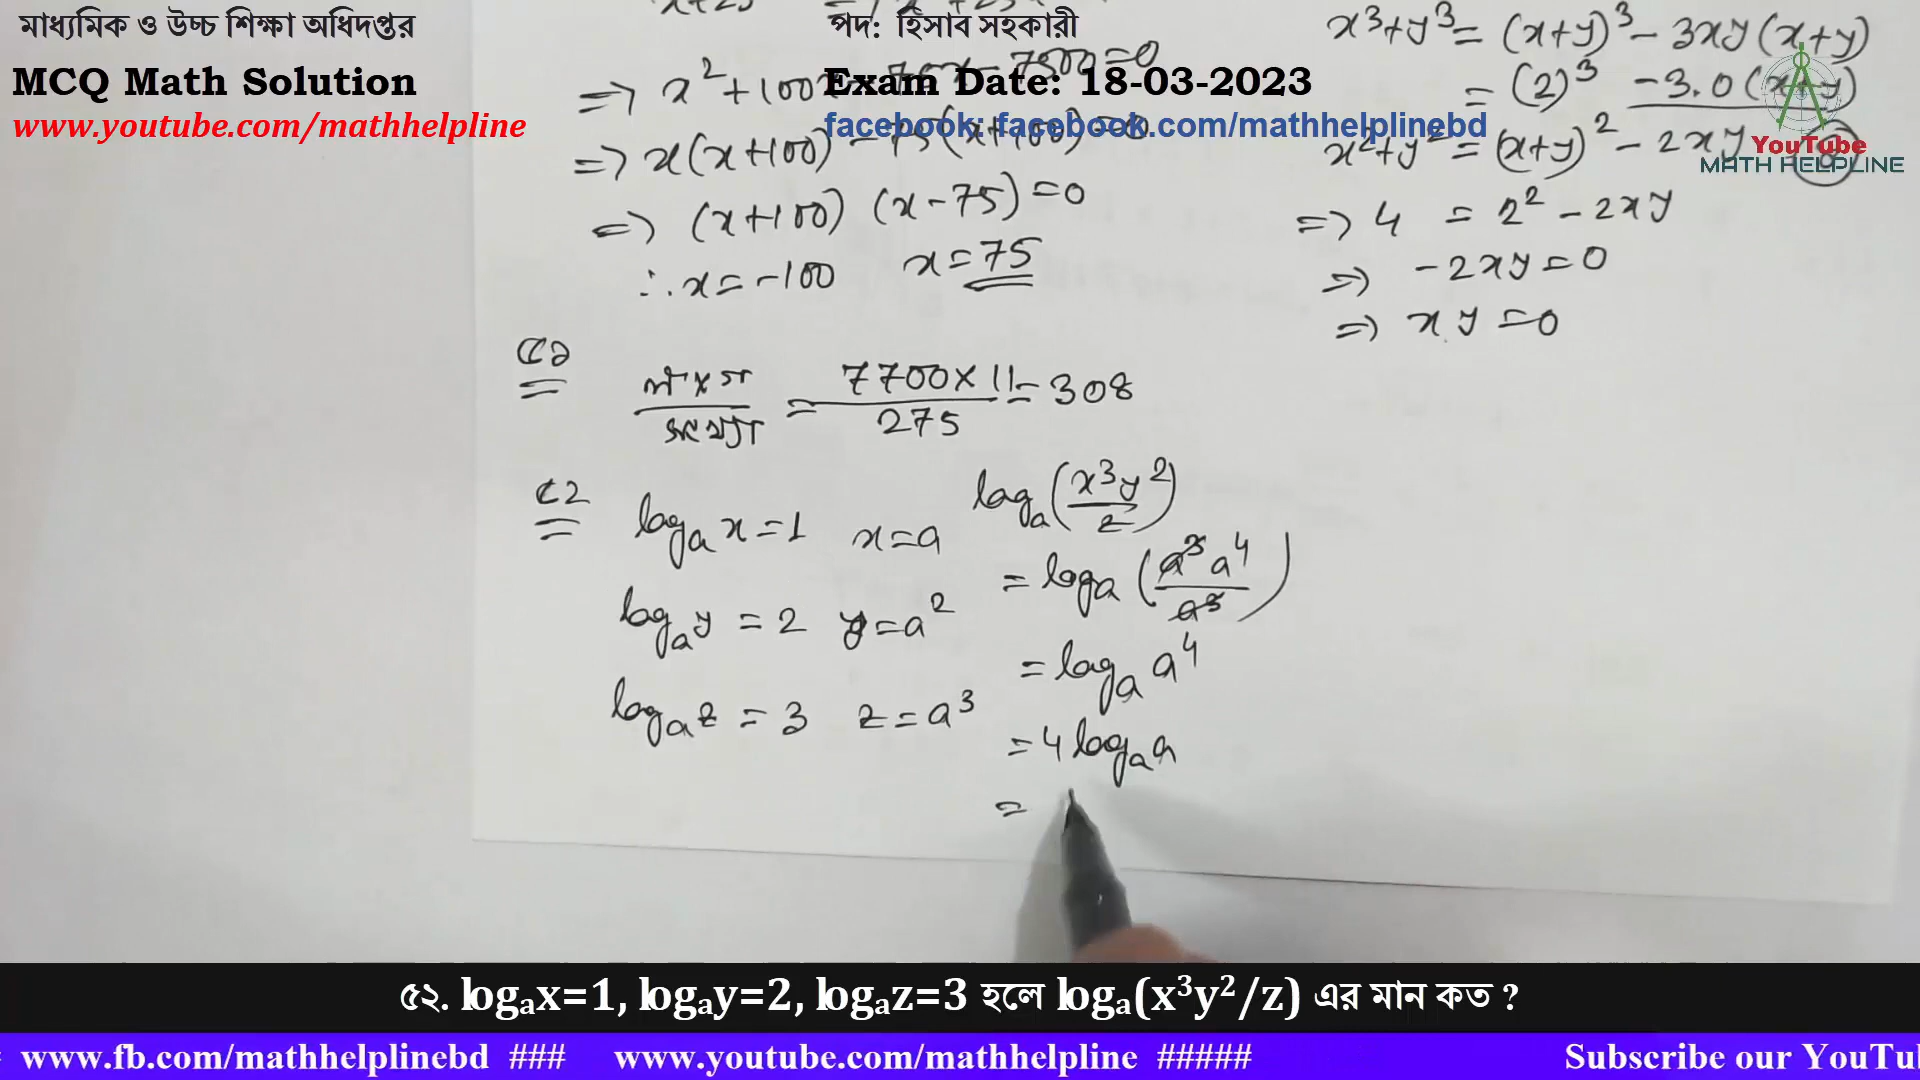 মাধ্যমিক ও উচ্চ শিক্ষা অধিদপ্তর
পদ: হিসাব সহকারী
MCQ Math Solution
Exam Date: 18-03-2023
www.youtube.com/mathhelpline
facebook: facebook.com/mathhelplinebd
YouTube
MATH HELPLINE
=> x(x+100) -75(x+100)=0
=> (x+100) (x-75)=0
∴ x=-100 x=75
x³+y³= (x+y)³- 3xy(x+y)
= (2)³ -3.0(x+y)
x²+y²= (x+y)² - 2xy
=> 4 = 2² - 2xy
=> -2xy=0
=> xy=0
৫১
ল×গ / সংখ্যা = 7700×11 / 275 = 308
৫২
logₐx=1 x=a
logₐy = 2 y=a²
logₐz = 3 z=a³
logₐ(x³y²/z)
= logₐ(a³a⁴/a³)
= logₐa⁴
= 4logₐa
=
৫২. logₐx=1, logₐy=2, logₐz=3 হলে logₐ(x³y²/z) এর মান কত ?
www.fb.com/mathhelplinebd ### www.youtube.com/mathhelpline ##### Subscribe our YouTu